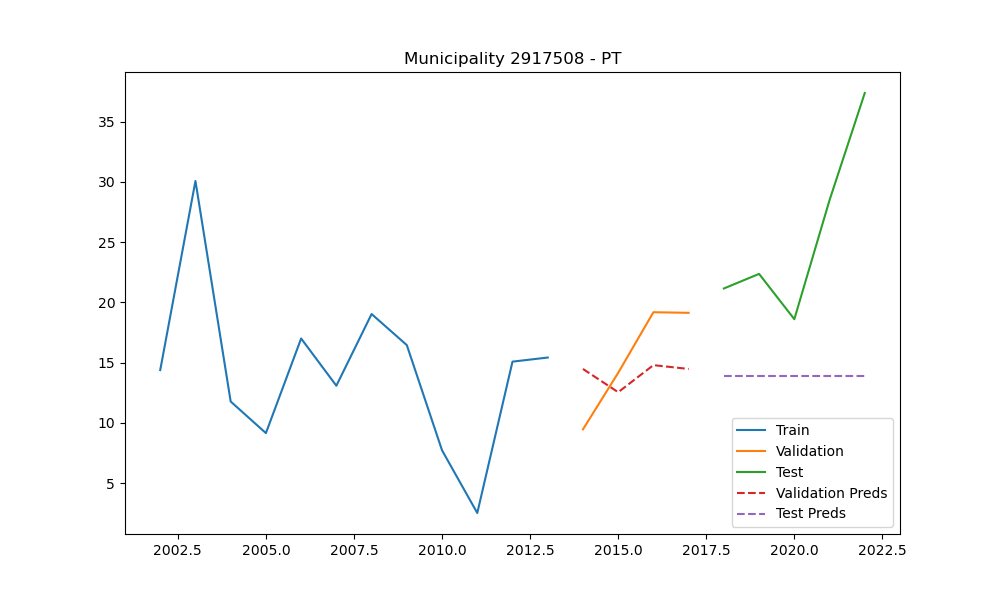 Municipality 2917508 - PT
35
30
25
20
15
10
5
2002.5 2005.0 2007.5 2010.0 2012.5 2015.0 2017.5 2020.0 2022.5
Train
Validation
Test
Validation Preds
Test Preds